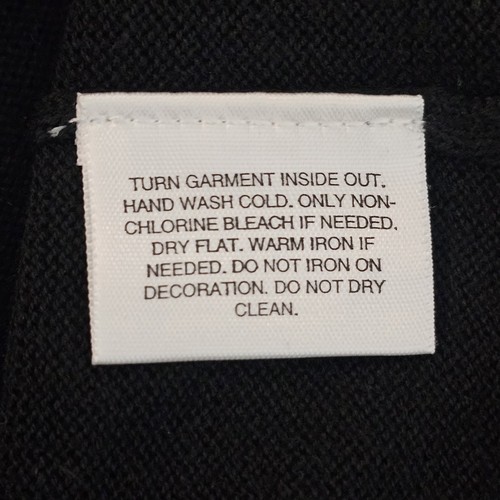 TURN GARMENT INSIDE OUT.
HAND WASH COLD. ONLY NON-
CHLORINE BLEACH IF NEEDED.
DRY FLAT. WARM IRON IF
NEEDED. DO NOT IRON ON
DECORATION. DO NOT DRY
CLEAN.